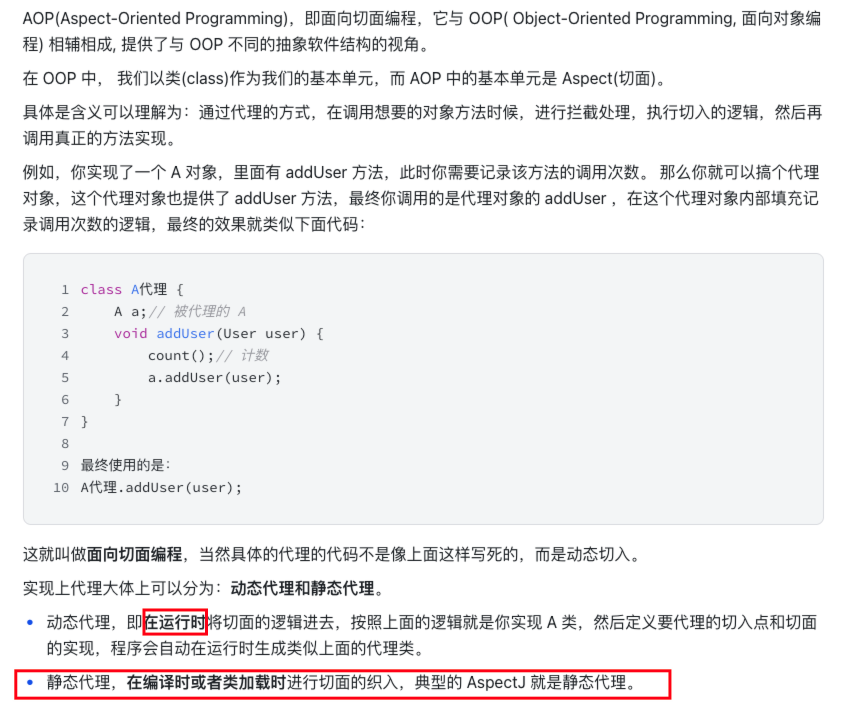 AOP(Aspect-Oriented Programming)，即面向切面编程，它与 OOP( Object-Oriented Programming, 面向对象编
程) 相辅相成, 提供了与 OOP 不同的抽象软件结构的视角。
在 OOP 中， 我们以类(class)作为我们的基本单元，而 AOP 中的基本单元是 Aspect(切面)。
具体是含义可以理解为：通过代理的方式，在调用想要的对象方法时候，进行拦截处理，执行切入的逻辑，然后再
调用真正的方法实现。
例如，你实现了一个 A 对象，里面有 addUser 方法，此时你需要记录该方法的调用次数。 那么你就可以搞个代理
对象，这个代理对象也提供了 addUser 方法，最终你调用的是代理对象的 addUser ，在这个代理对象内部填充记
录调用次数的逻辑，最终的效果就类似下面代码：
1 class A代理 {
2 A a;// 被代理的 A
3 void addUser(User user) {
4 count();// 计数
5 a.addUser(user);
6 }
7 }
8
9 最终使用的是：
10 A代理.addUser(user);
这就叫做面向切面编程，当然具体的代理的代码不是像上面这样写死的，而是动态切入。
实现上代理大体上可以分为：动态代理和静态代理。
• 动态代理，即在运行时将切面的逻辑进去，按照上面的逻辑就是你实现 A 类，然后定义要代理的切入点和切面
的实现，程序会自动在运行时生成类似上面的代理类。
• 静态代理，在编译时或者类加载时进行切面的织入，典型的 AspectJ 就是静态代理。